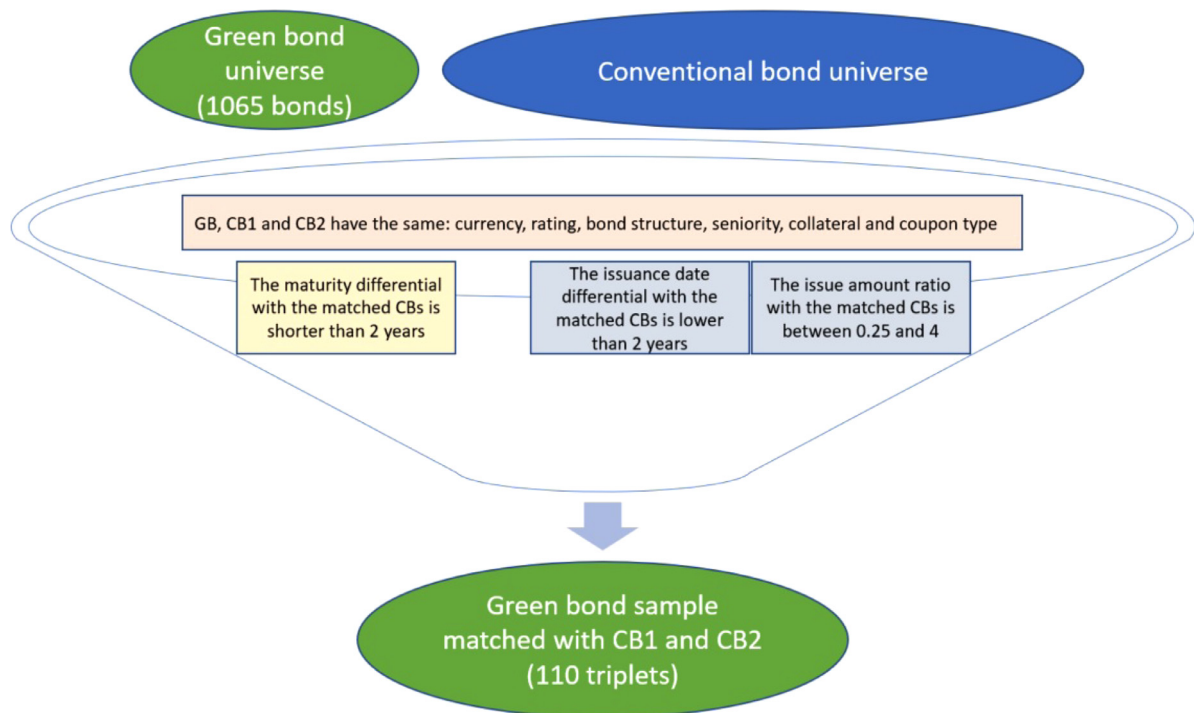 Green bond
universe
(1065 bonds)
Conventional bond universe
GB, CB1 and CB2 have the same: currency, rating, bond structure, seniority, collateral and coupon type
The maturity differential
with the matched CBs is
shorter than 2 years
The issuance date
differential with the
matched CBs is lower
than 2 years
The issue amount ratio
with the matched CBs is
between 0.25 and 4
Green bond sample
matched with CB1 and CB2
(110 triplets)